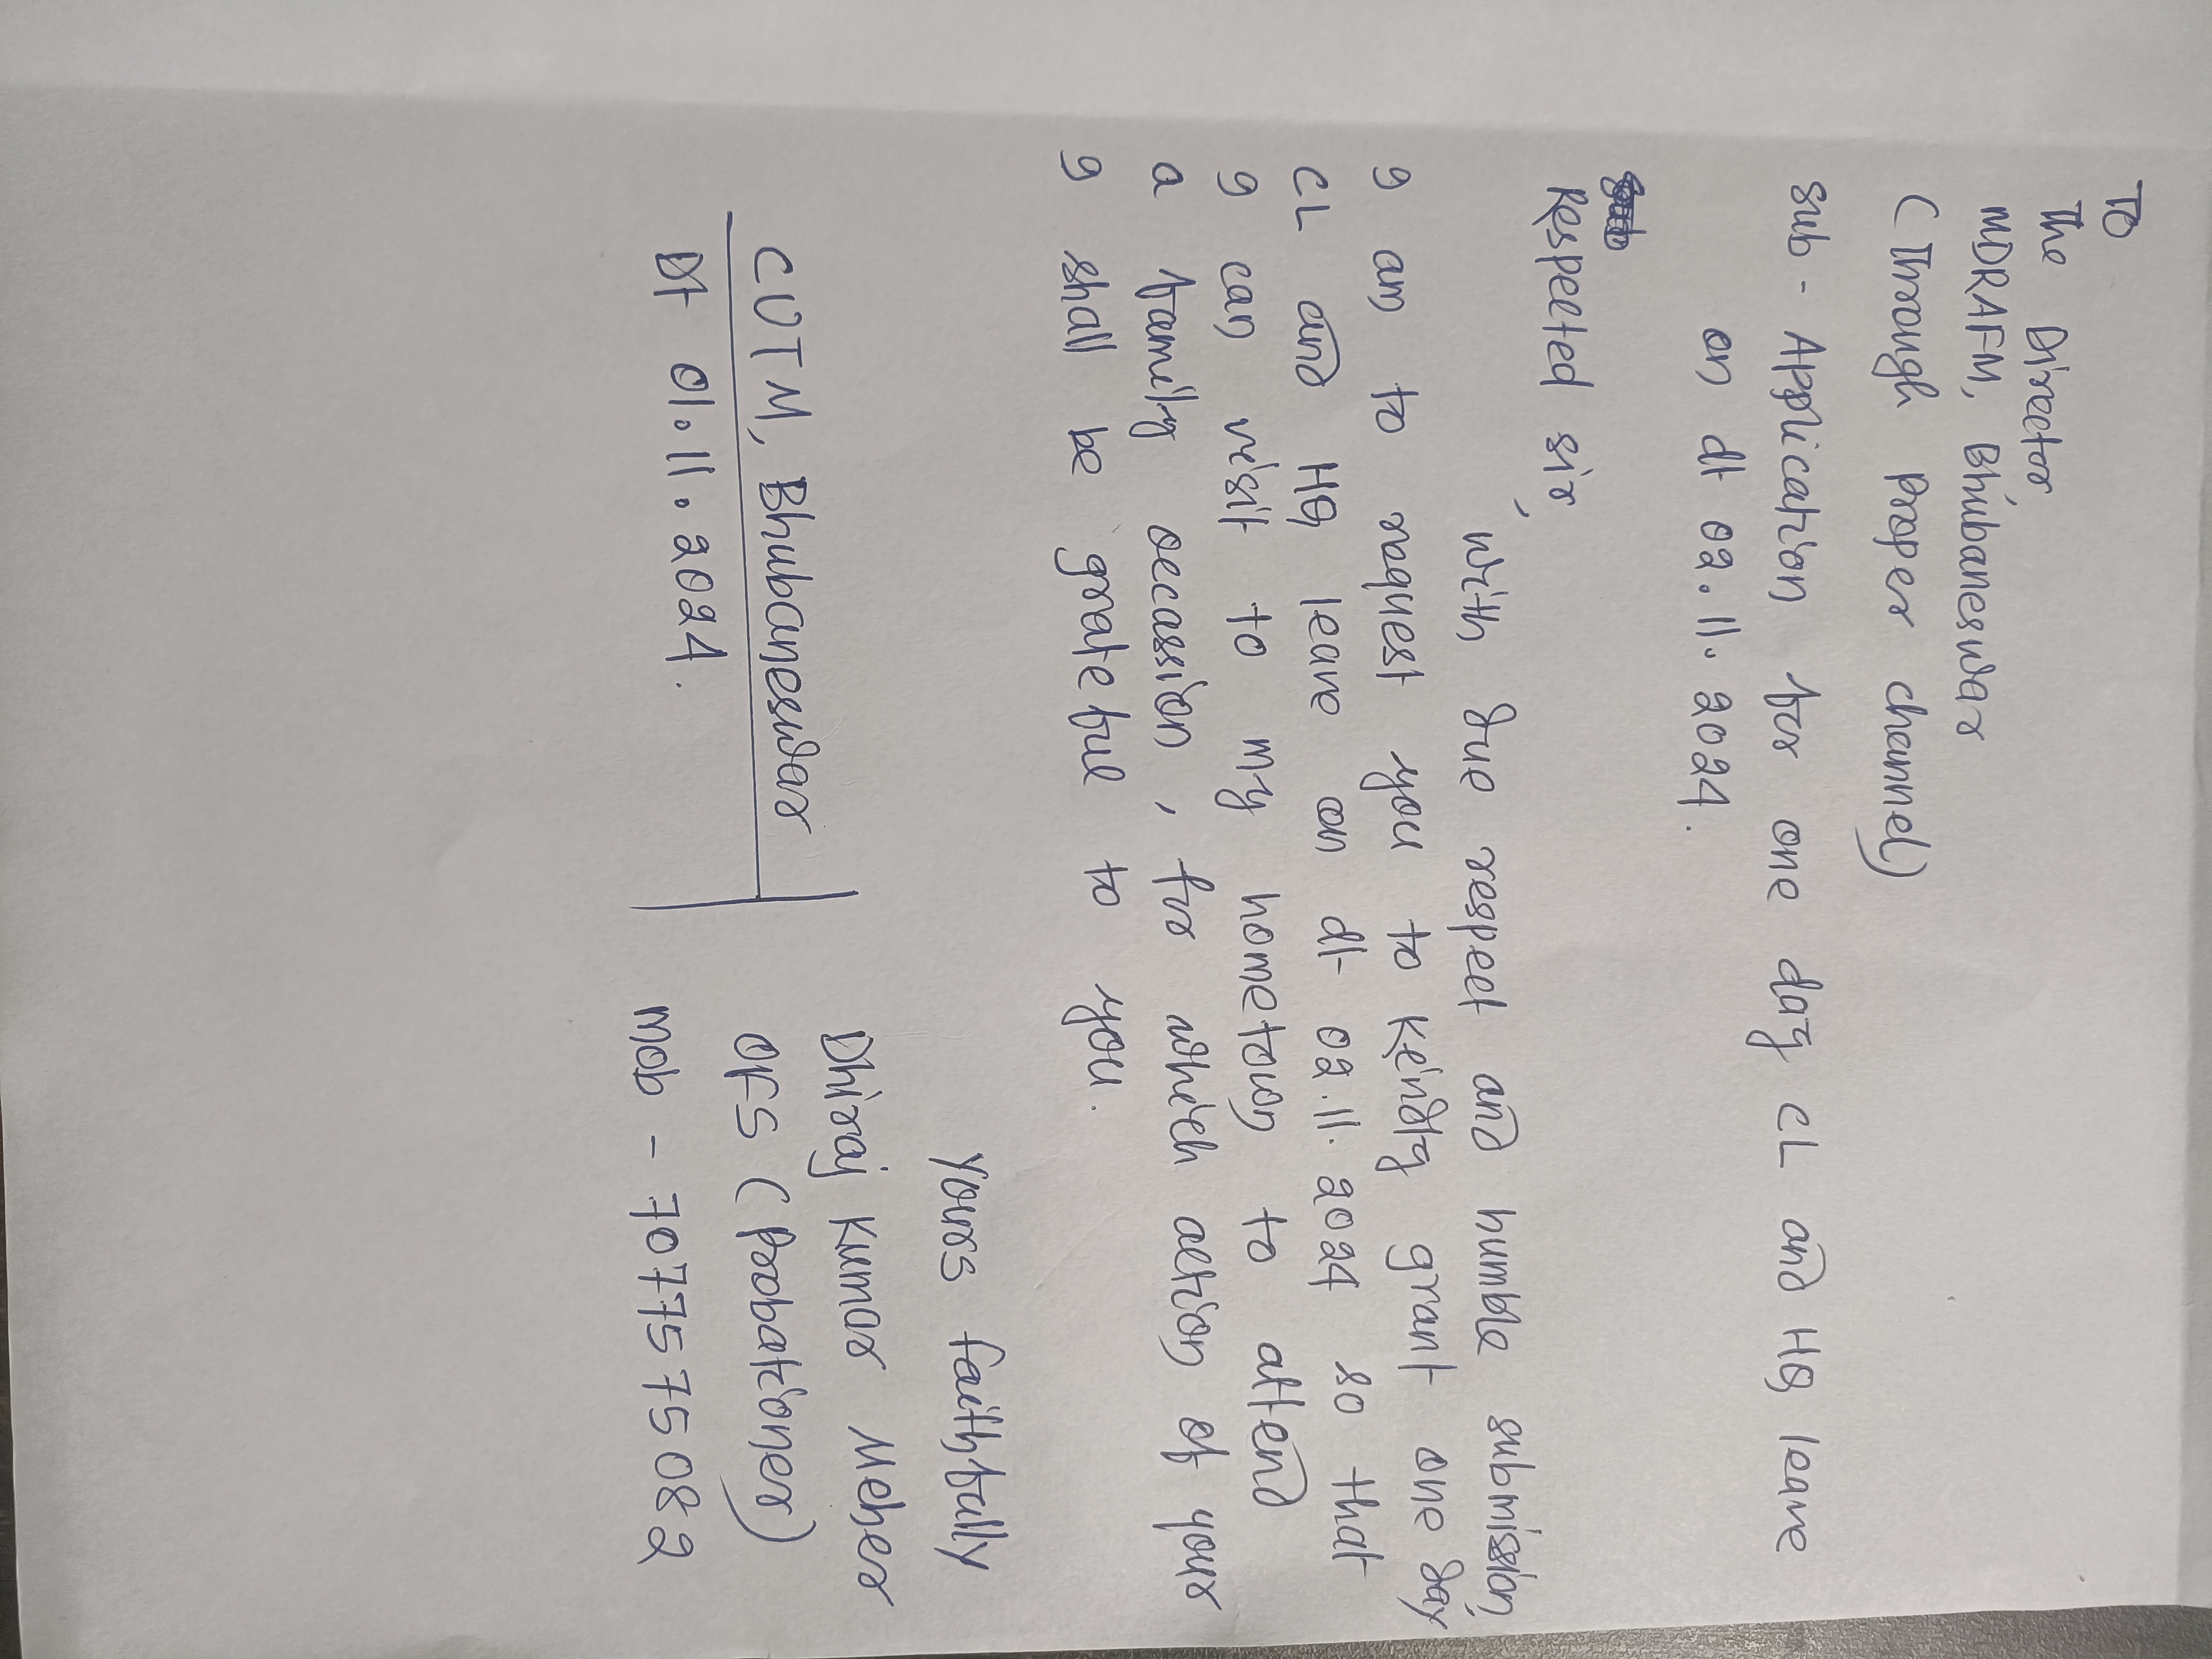 To
The Director
MDRAFM, Bhubaneswar
(Through Proper channel)
Sub - Application for one day CL and HQ leave
on dt 02.11.2024.
Respected sir,
With due respect and humble submission,
I am to request you to kindly grant one day
CL and HQ leave on dt 02.11.2024 so that
I can visit to my hometown to attend
a family occassion, for which action of your
I shall be grateful to you.
Yours faithfully
Dhiraj Kumar Meher
OFS (Probationer)
Mob - 7077575082
CUTM, Bhubaneswar
Dt 01.11.2024.